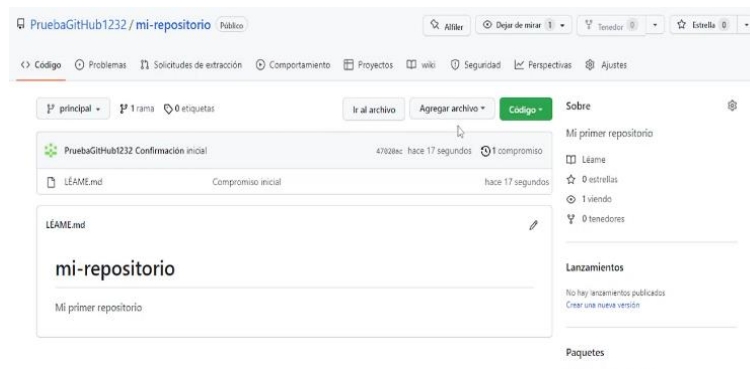 PruebaGitHub1232 / mi-repositorio Público
Alfiler Dejar de mirar 1 Tenedor 0 Estrella 0
Código Problemas Solicitudes de extracción Comportamiento Proyectos wiki Seguridad Perspectivas Ajustes
principal 1 rama 0 etiquetas Ir al archivo Agregar archivo Código
PruebaGitHub1232 Confirmación inicial hace 17 segundos 1 compromiso
LÉAME.md Compromiso inicial hace 17 segundos
LÉAME.md
mi-repositorio
Mi primer repositorio
Sobre
Mi primer repositorio
Léame
0 estrellas
1 viendo
0 tenedores
Lanzamientos
No hay lanzamientos publicados
Crear una nueva versión
Paquetes